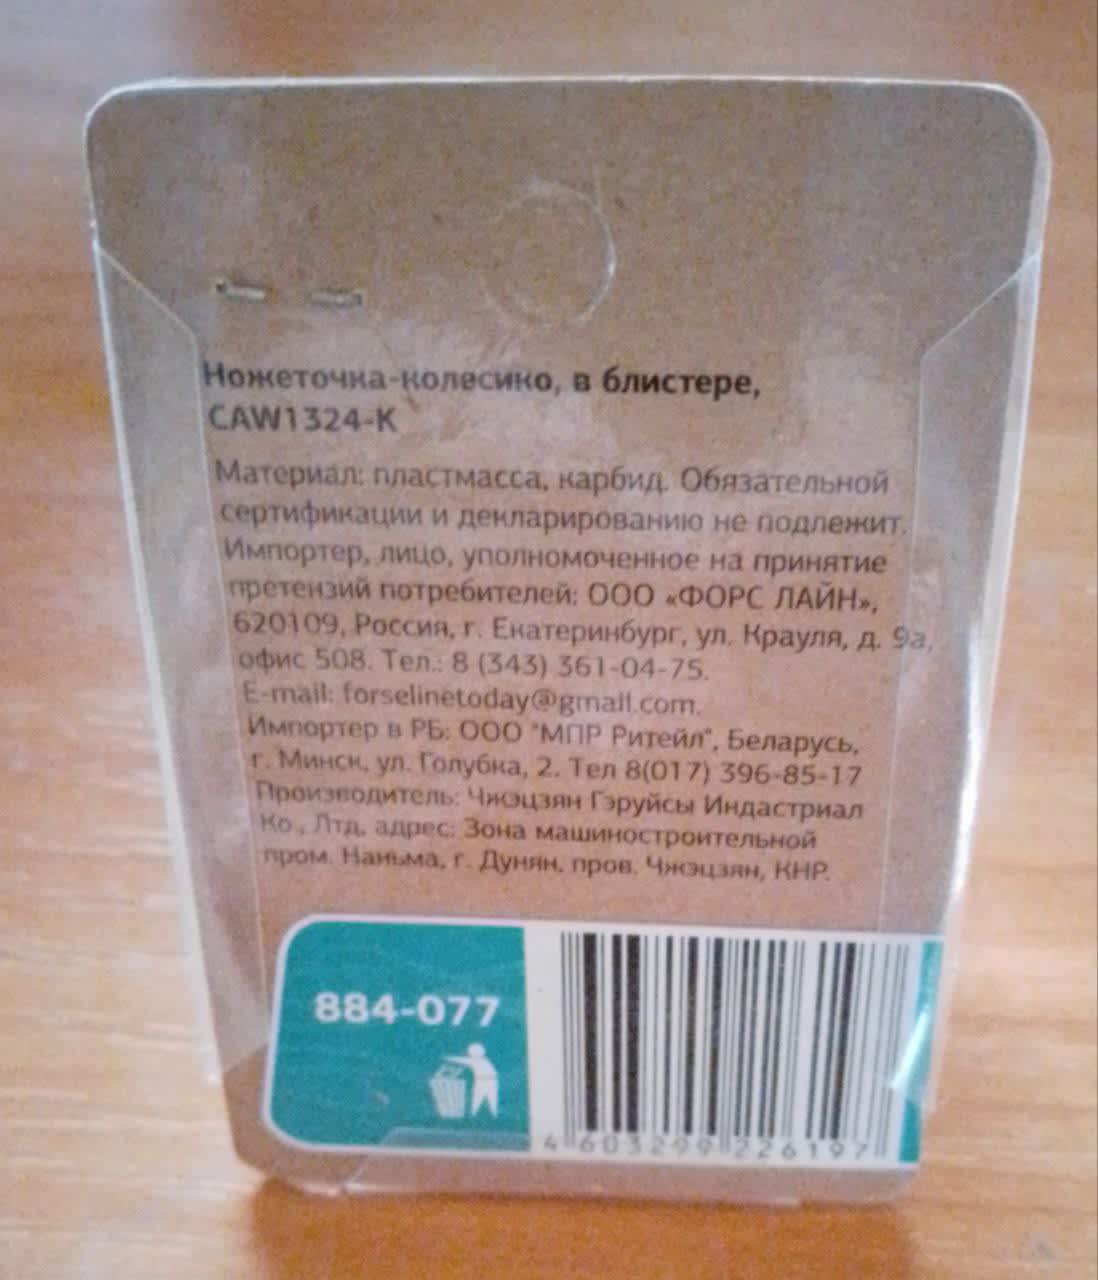 Ножеточка-колесико, в блистере,
CAW1324-K
Материал: пластмасса, карбид. Обязательной
сертификации и декларированию не подлежит.
Импортер, лицо, уполномоченное на принятие
претензий потребителей: ООО «ФОРС ЛАЙН»,
620109, Россия, г. Екатеринбург, ул. Крауля, д. 9а,
офис 508. Тел.: 8 (343) 361-04-75.
E-mail: forselinetoday@gmail.com.
Импортер в РБ: ООО "МПР Ритейл", Беларусь,
г. Минск, ул. Голубка, 2. Тел 8(017) 396-85-17
Производитель: Чжэцзян Гэруйсы Индастриал
Ко., Лтд, адрес: Зона машиностроительной
пром. Наньма, г. Дунян, пров. Чжэцзян, КНР.
884-077
4 603299 226197